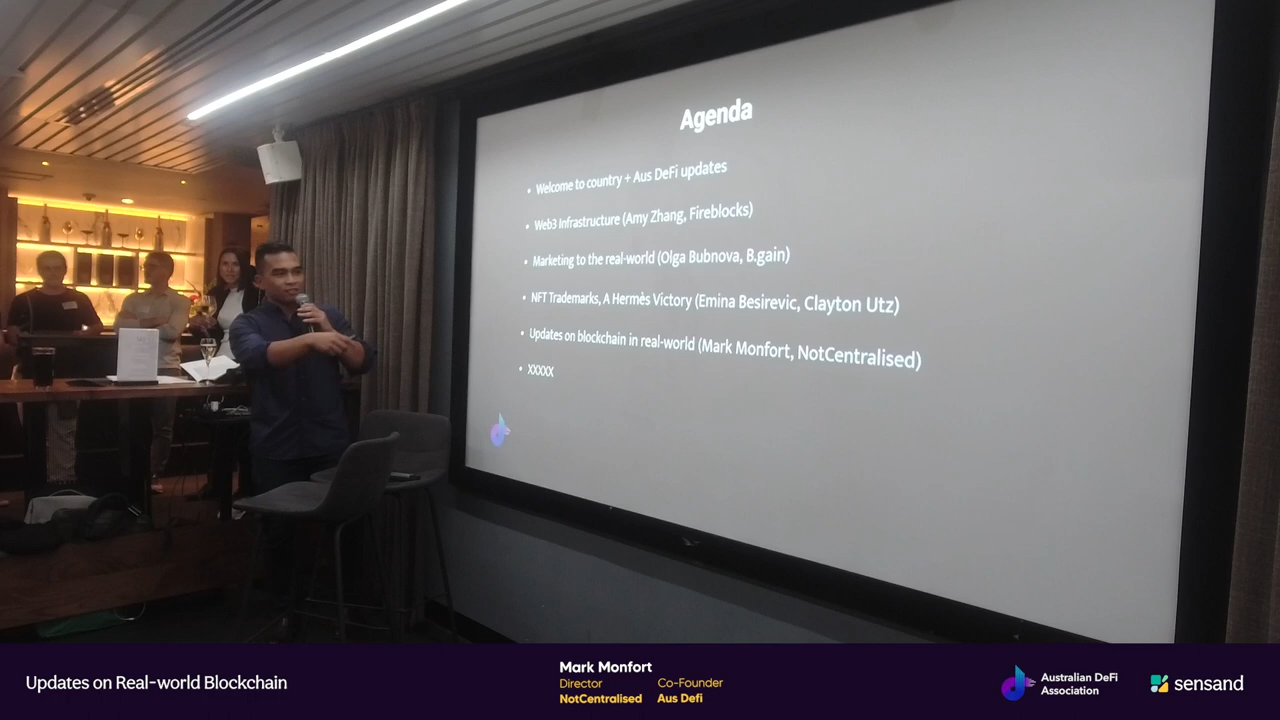 Agenda
• Welcome to country + Aus DeFi updates
• Web3 Infrastructure (Amy Zhang, Fireblocks)
• Marketing to the real-world (Olga Bubnova, B.gain)
• NFT Trademarks, A Hermès Victory (Emina Besirevic, Clayton Utz)
• Updates on blockchain in real-world (Mark Monfort, NotCentralised)
• XXXXX
Updates on Real-world Blockchain
Mark Monfort
Director
NotCentralised
Co-Founder
Aus Defi
Australian DeFi
Association
sensand